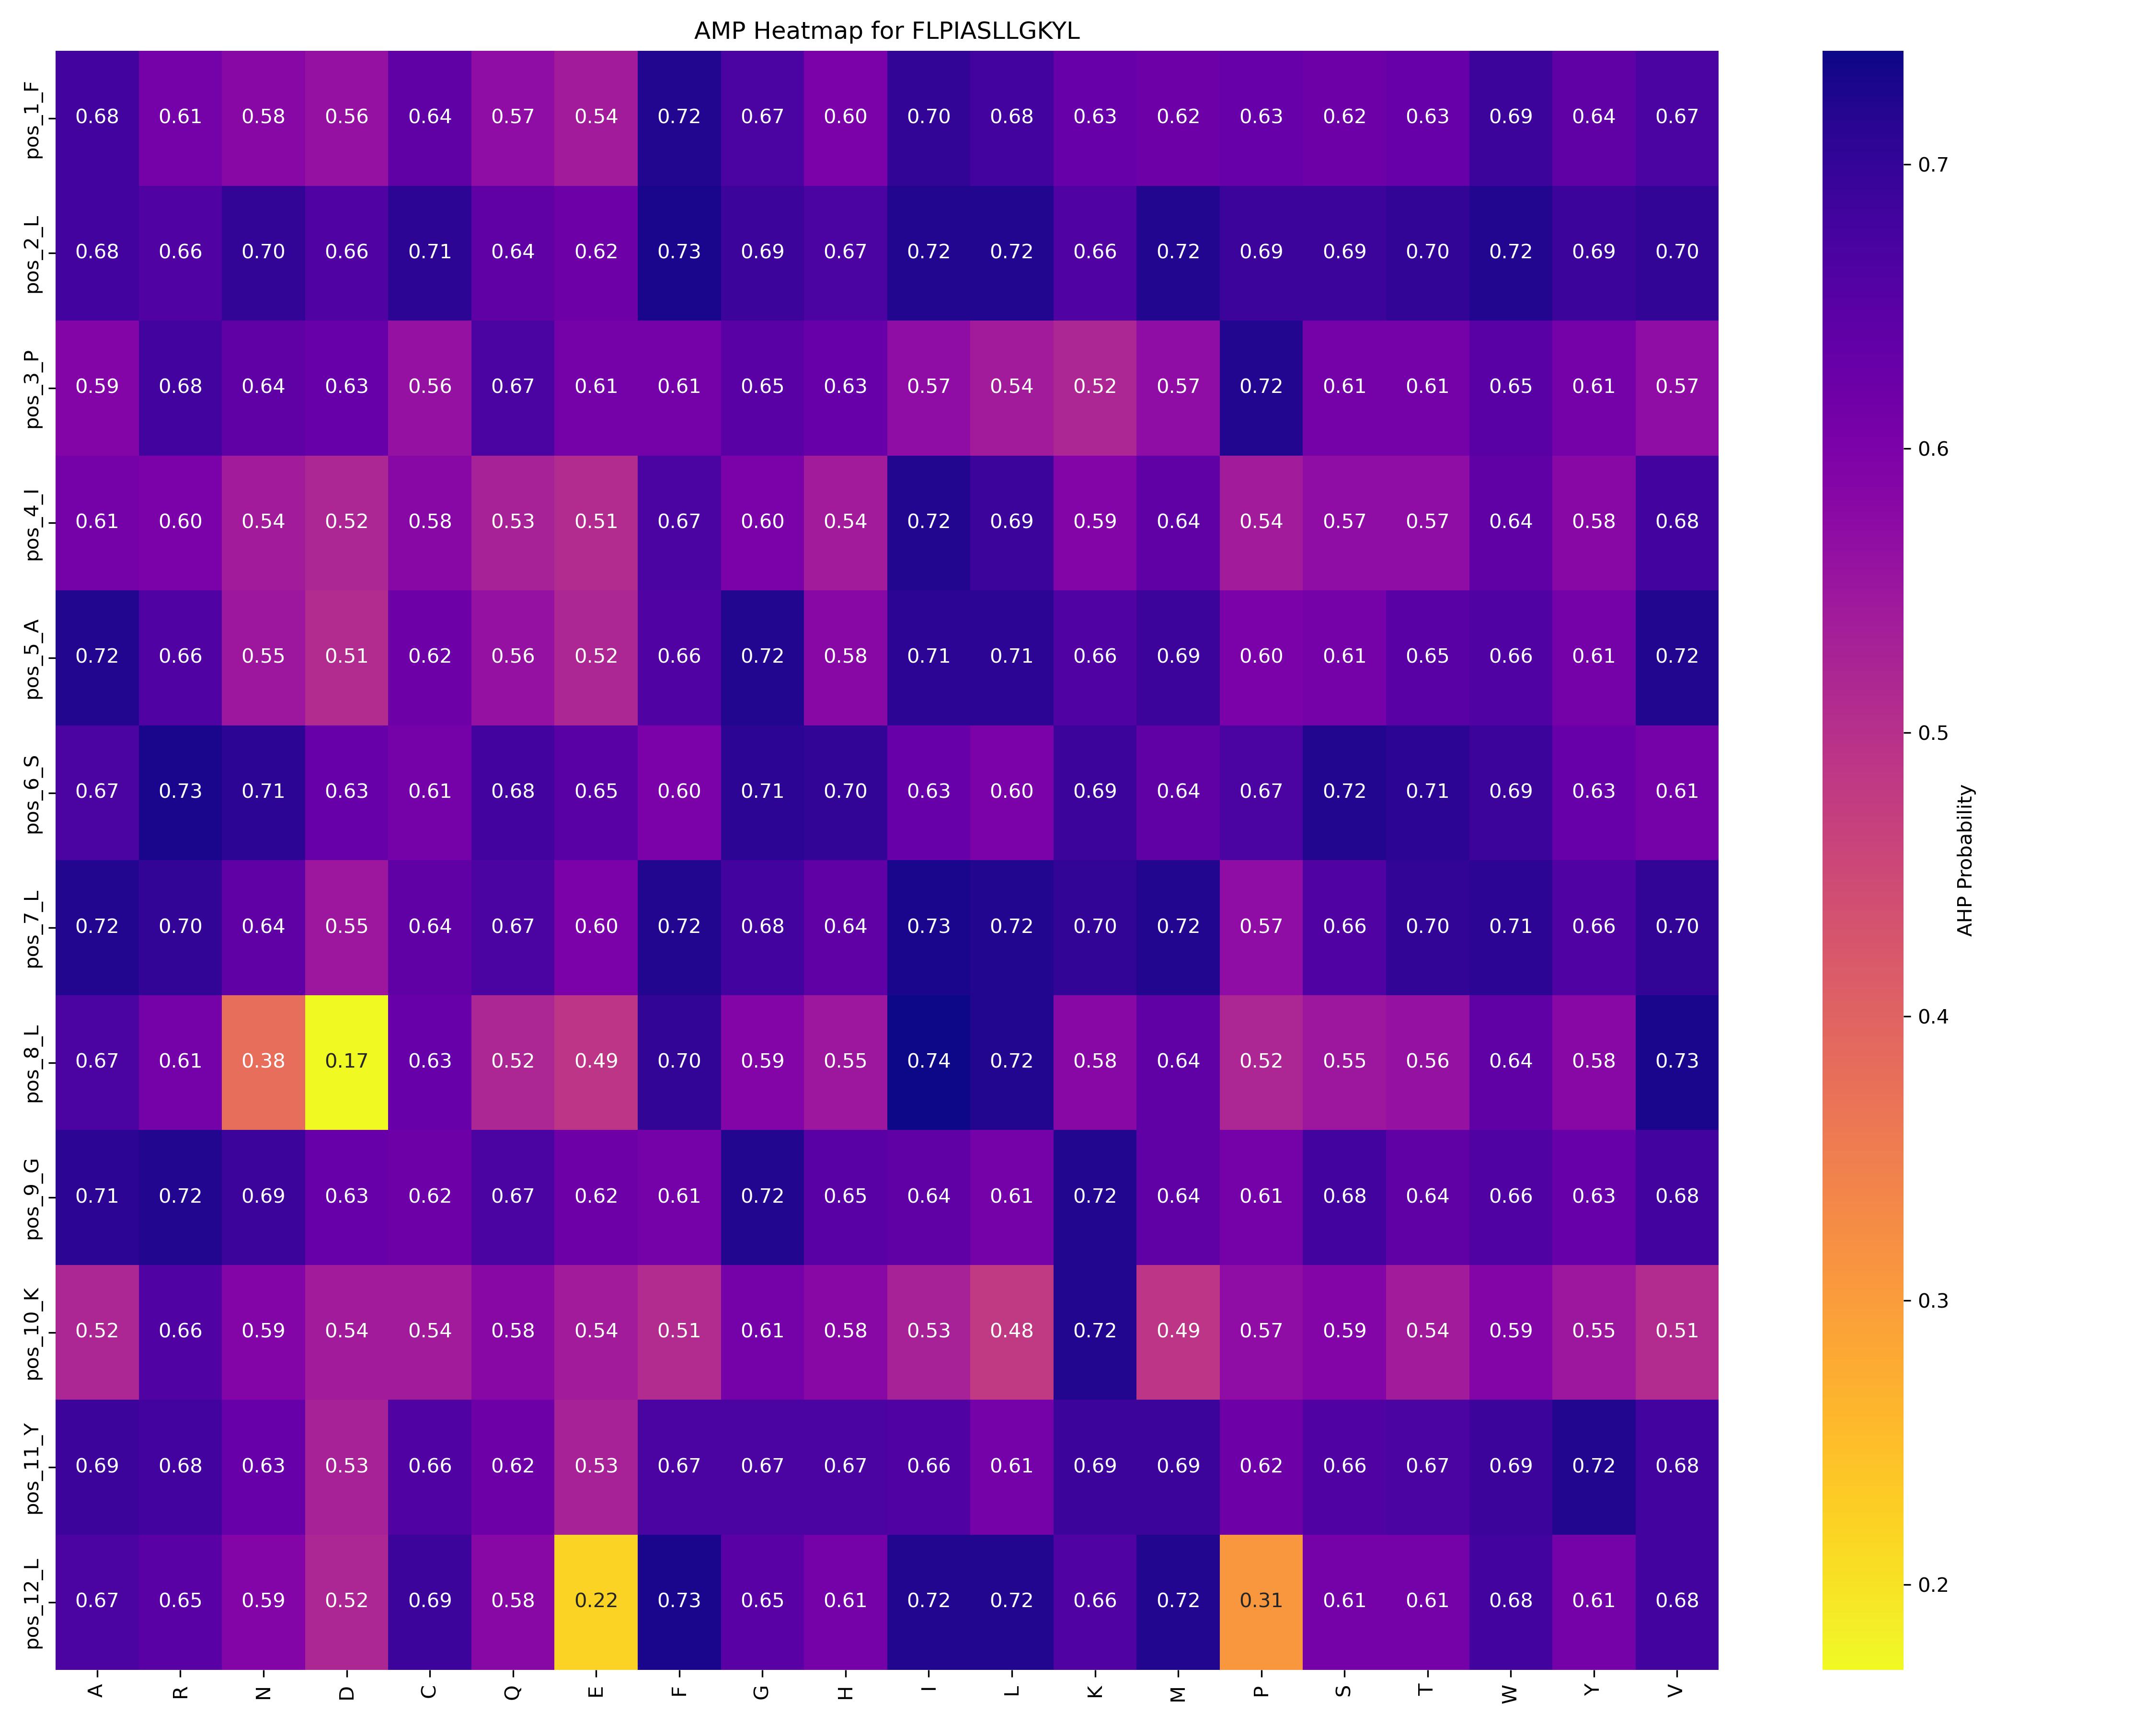 AMP Heatmap for FLPIASLLGKYL
pos_1_F 0.68 0.61 0.58 0.56 0.64 0.57 0.54 0.72 0.67 0.60 0.70 0.68 0.63 0.62 0.63 0.62 0.63 0.69 0.64 0.67
pos_2_L 0.68 0.66 0.70 0.66 0.71 0.64 0.62 0.73 0.69 0.67 0.72 0.72 0.66 0.72 0.69 0.69 0.70 0.72 0.69 0.70
pos_3_P 0.59 0.68 0.64 0.63 0.56 0.67 0.61 0.61 0.65 0.63 0.57 0.54 0.52 0.57 0.72 0.61 0.61 0.65 0.61 0.57
pos_4_I 0.61 0.60 0.54 0.52 0.58 0.53 0.51 0.67 0.60 0.54 0.72 0.69 0.59 0.64 0.54 0.57 0.57 0.64 0.58 0.68
pos_5_A 0.72 0.66 0.55 0.51 0.62 0.56 0.52 0.66 0.72 0.58 0.71 0.71 0.66 0.69 0.60 0.61 0.65 0.66 0.61 0.72
pos_6_S 0.67 0.73 0.71 0.63 0.61 0.68 0.65 0.60 0.71 0.70 0.63 0.60 0.69 0.64 0.67 0.72 0.71 0.69 0.63 0.61
pos_7_L 0.72 0.70 0.64 0.55 0.64 0.67 0.60 0.72 0.68 0.64 0.73 0.72 0.70 0.72 0.57 0.66 0.70 0.71 0.66 0.70
pos_8_L 0.67 0.61 0.38 0.17 0.63 0.52 0.49 0.70 0.59 0.55 0.74 0.72 0.58 0.64 0.52 0.55 0.56 0.64 0.58 0.73
pos_9_G 0.71 0.72 0.69 0.63 0.62 0.67 0.62 0.61 0.72 0.65 0.64 0.61 0.72 0.64 0.61 0.68 0.64 0.66 0.63 0.68
pos_10_K 0.52 0.66 0.59 0.54 0.54 0.58 0.54 0.51 0.61 0.58 0.53 0.48 0.72 0.49 0.57 0.59 0.54 0.59 0.55 0.51
pos_11_Y 0.69 0.68 0.63 0.53 0.66 0.62 0.53 0.67 0.67 0.67 0.66 0.61 0.69 0.69 0.62 0.66 0.67 0.69 0.72 0.68
pos_12_L 0.67 0.65 0.59 0.52 0.69 0.58 0.22 0.73 0.65 0.61 0.72 0.72 0.66 0.72 0.31 0.61 0.61 0.68 0.61 0.68
A R N D C Q E F G H I L K M P S T W Y V
0.7
0.6
0.5
0.4
0.3
0.2
AHP Probability